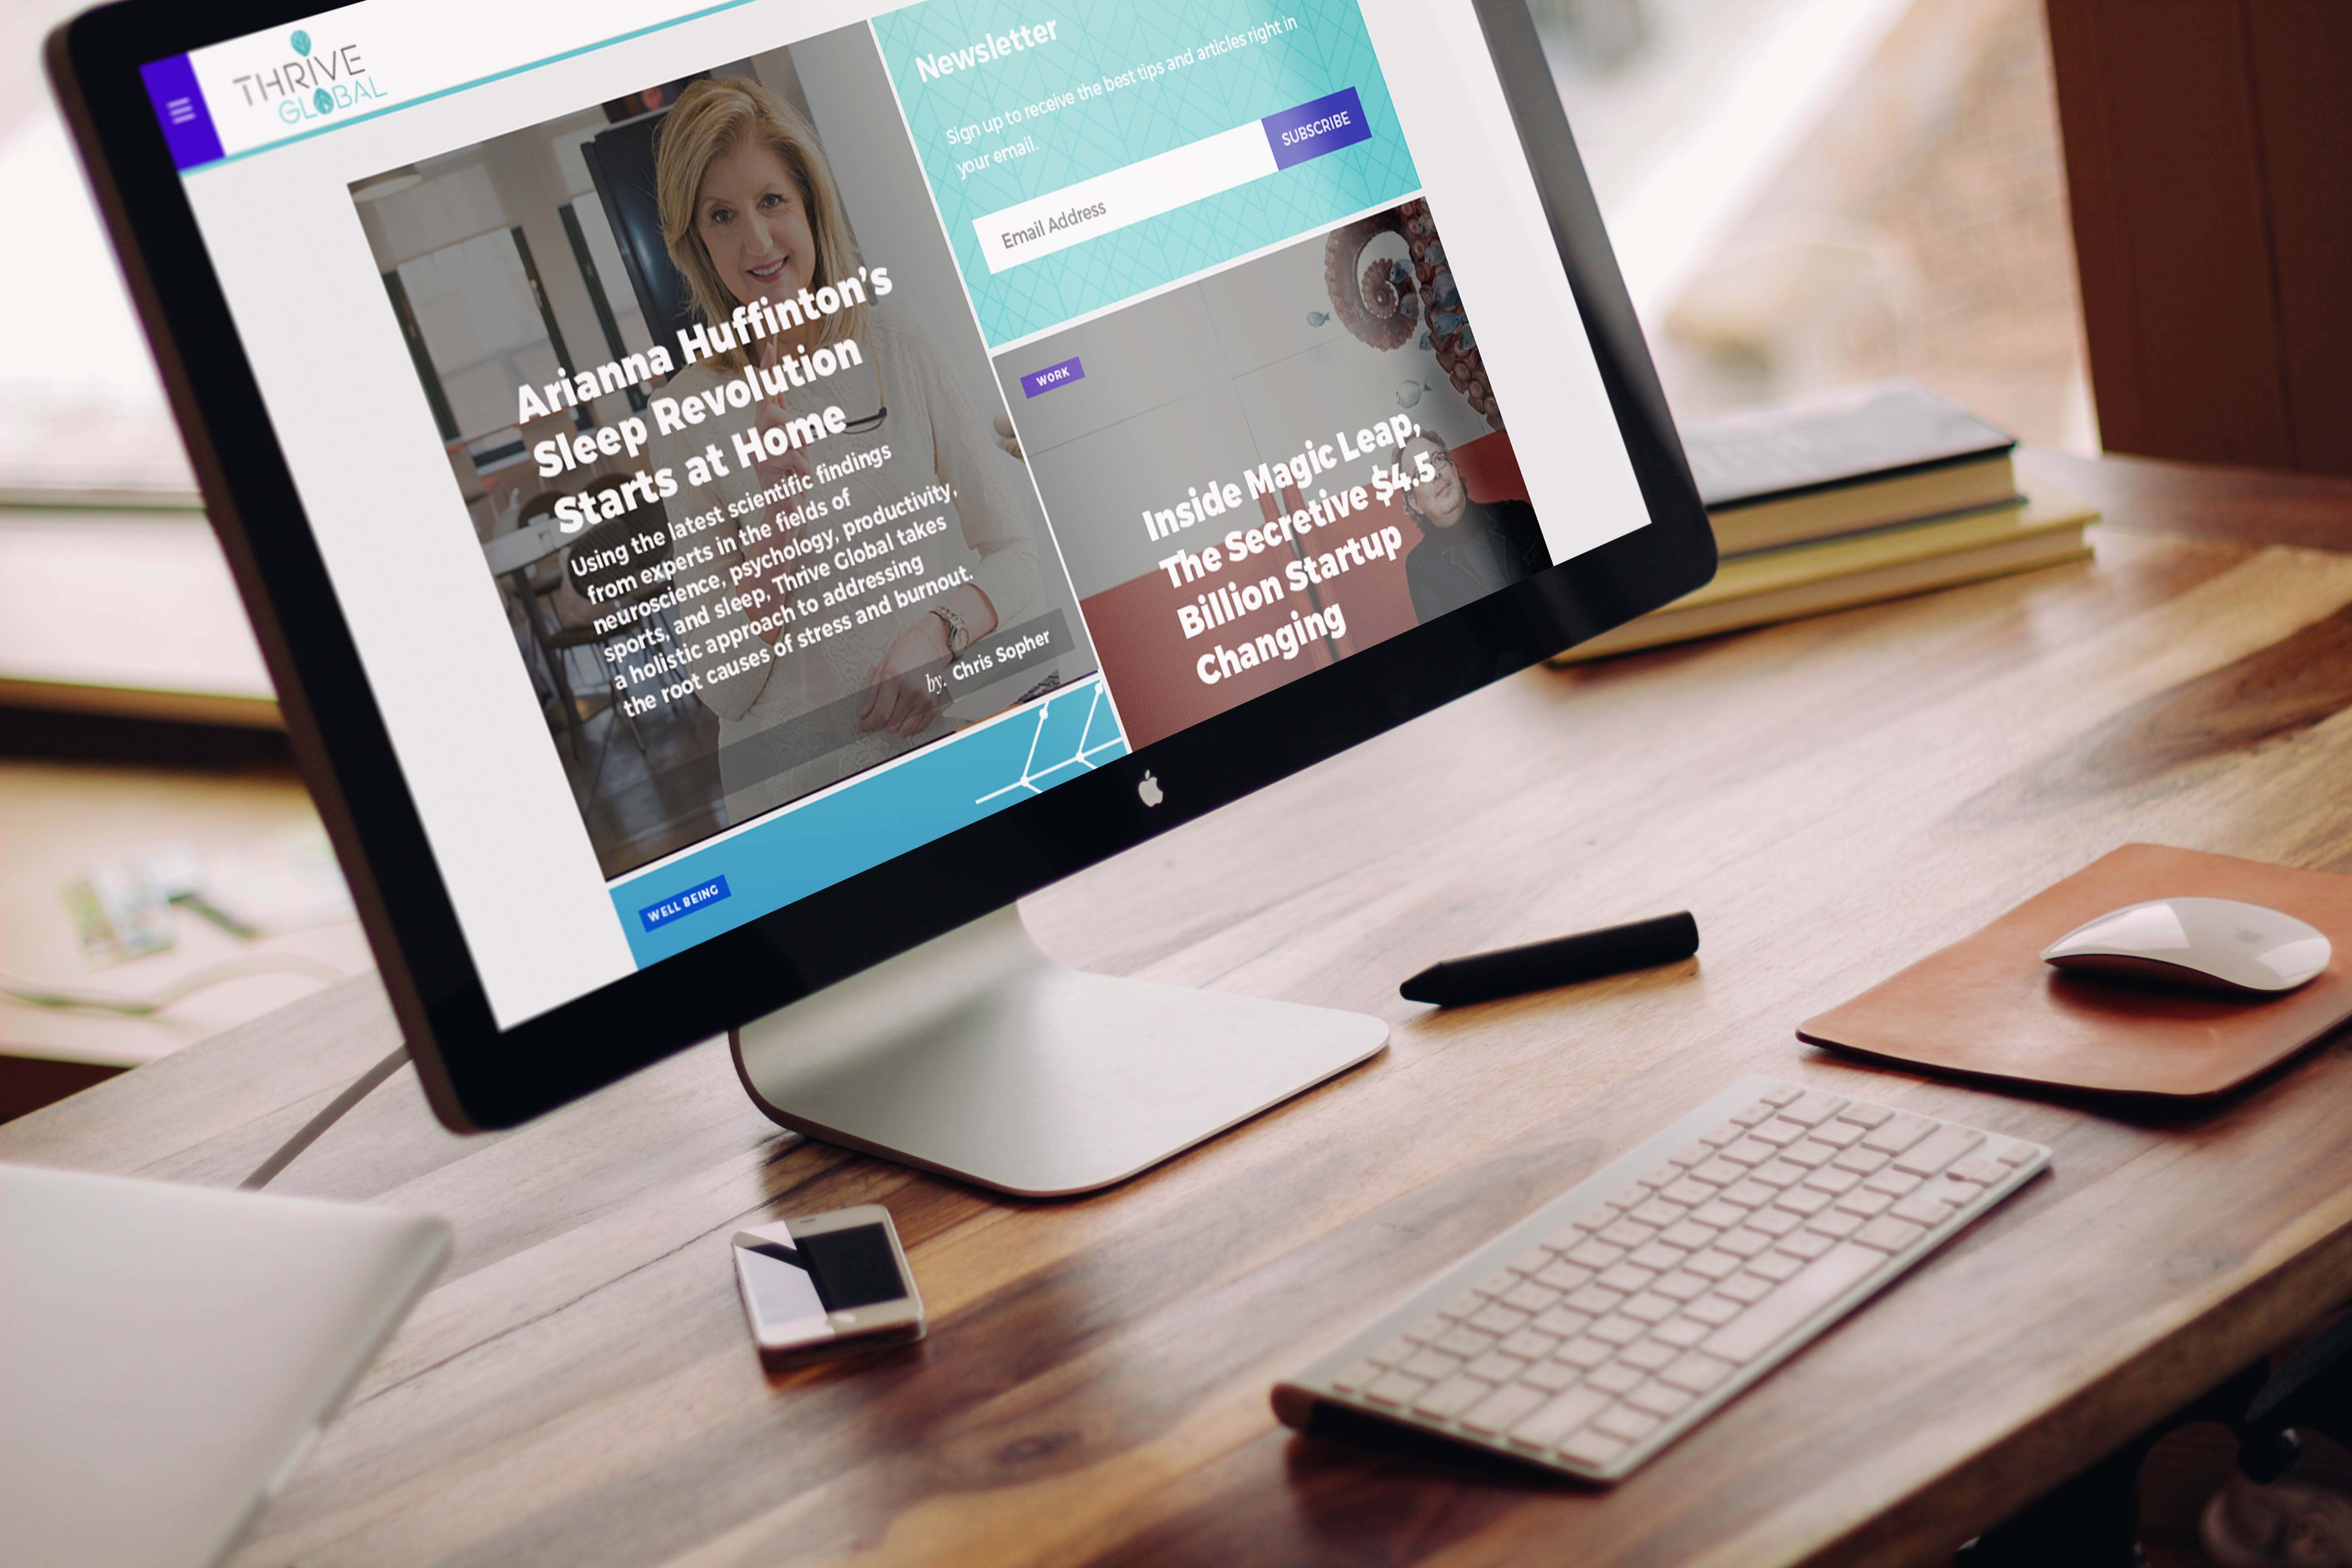 THRIVE
GLOBAL
Arianna Huffinton's
Sleep Revolution
Starts at Home
Using the latest scientific findings
from experts in the fields of
neuroscience, psychology, productivity,
sports, and sleep, Thrive Global takes
a holistic approach to addressing
the root causes of stress and burnout.
by. Chris Sopher
WELL BEING
Newsletter
Sign up to receive the best tips and articles right in
your email.
Email Address
SUBSCRIBE
WORK
Inside Magic Leap,
The Secretive $4.5
Billion Startup
Changing